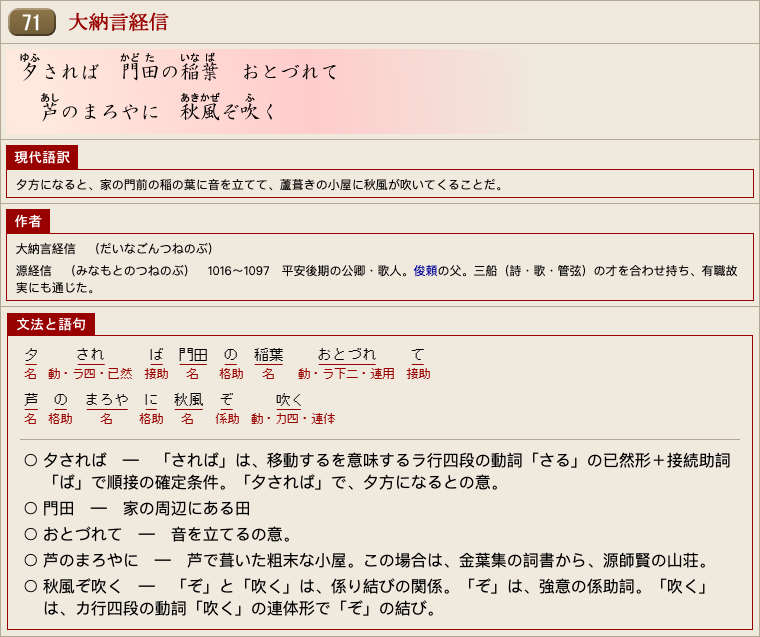 71 大納言経信
夕されば 門田の稲葉 おとづれて
ゆふ かどた いなば
芦のまろやに 秋風ぞ吹く
あし あきかぜ ふ
現代語訳
夕方になると、家の門前の稲の葉に音を立てて、蘆葺きの小屋に秋風が吹いてくることだ。
作者
大納言経信 （だいなごんつねのぶ）
源経信 （みなもとのつねのぶ） 1016～1097 平安後期の公卿・歌人。俊頼の父。三船（詩・歌・管弦）の才を合わせ持ち、有職故
実にも通じた。
文法と語句
夕 され ば 門田 の 稲葉 おとづれ て
名 動・ラ四・已然 接助 名 格助 名 動・ラ下二・連用 接助
芦 の まろや に 秋風 ぞ 吹く
名 格助 名 格助 名 係助 動・カ四・連体
○ 夕されば ― 「されば」は、移動するを意味するラ行四段の動詞「さる」の已然形＋接続助詞
「ば」で順接の確定条件。「夕されば」で、夕方になるとの意。
○ 門田 ― 家の周辺にある田
○ おとづれて ― 音を立てるの意。
○ 芦のまろやに ― 芦で葺いた粗末な小屋。この場合は、金葉集の詞書から、源師賢の山荘。
○ 秋風ぞ吹く ― 「ぞ」と「吹く」は、係り結びの関係。「ぞ」は、強意の係助詞。「吹く」
は、カ行四段の動詞「吹く」の連体形で「ぞ」の結び。